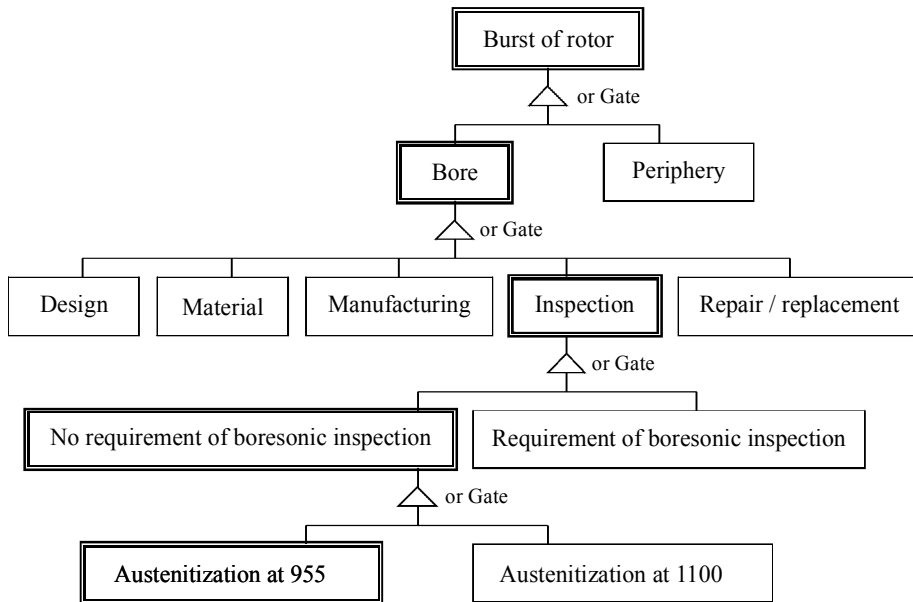 Burst of rotor
or Gate
Bore
Periphery
or Gate
Design
Material
Manufacturing
Inspection
Repair / replacement
or Gate
No requirement of boresonic inspection
Requirement of boresonic inspection
or Gate
Austenitization at 955
Austenitization at 1100